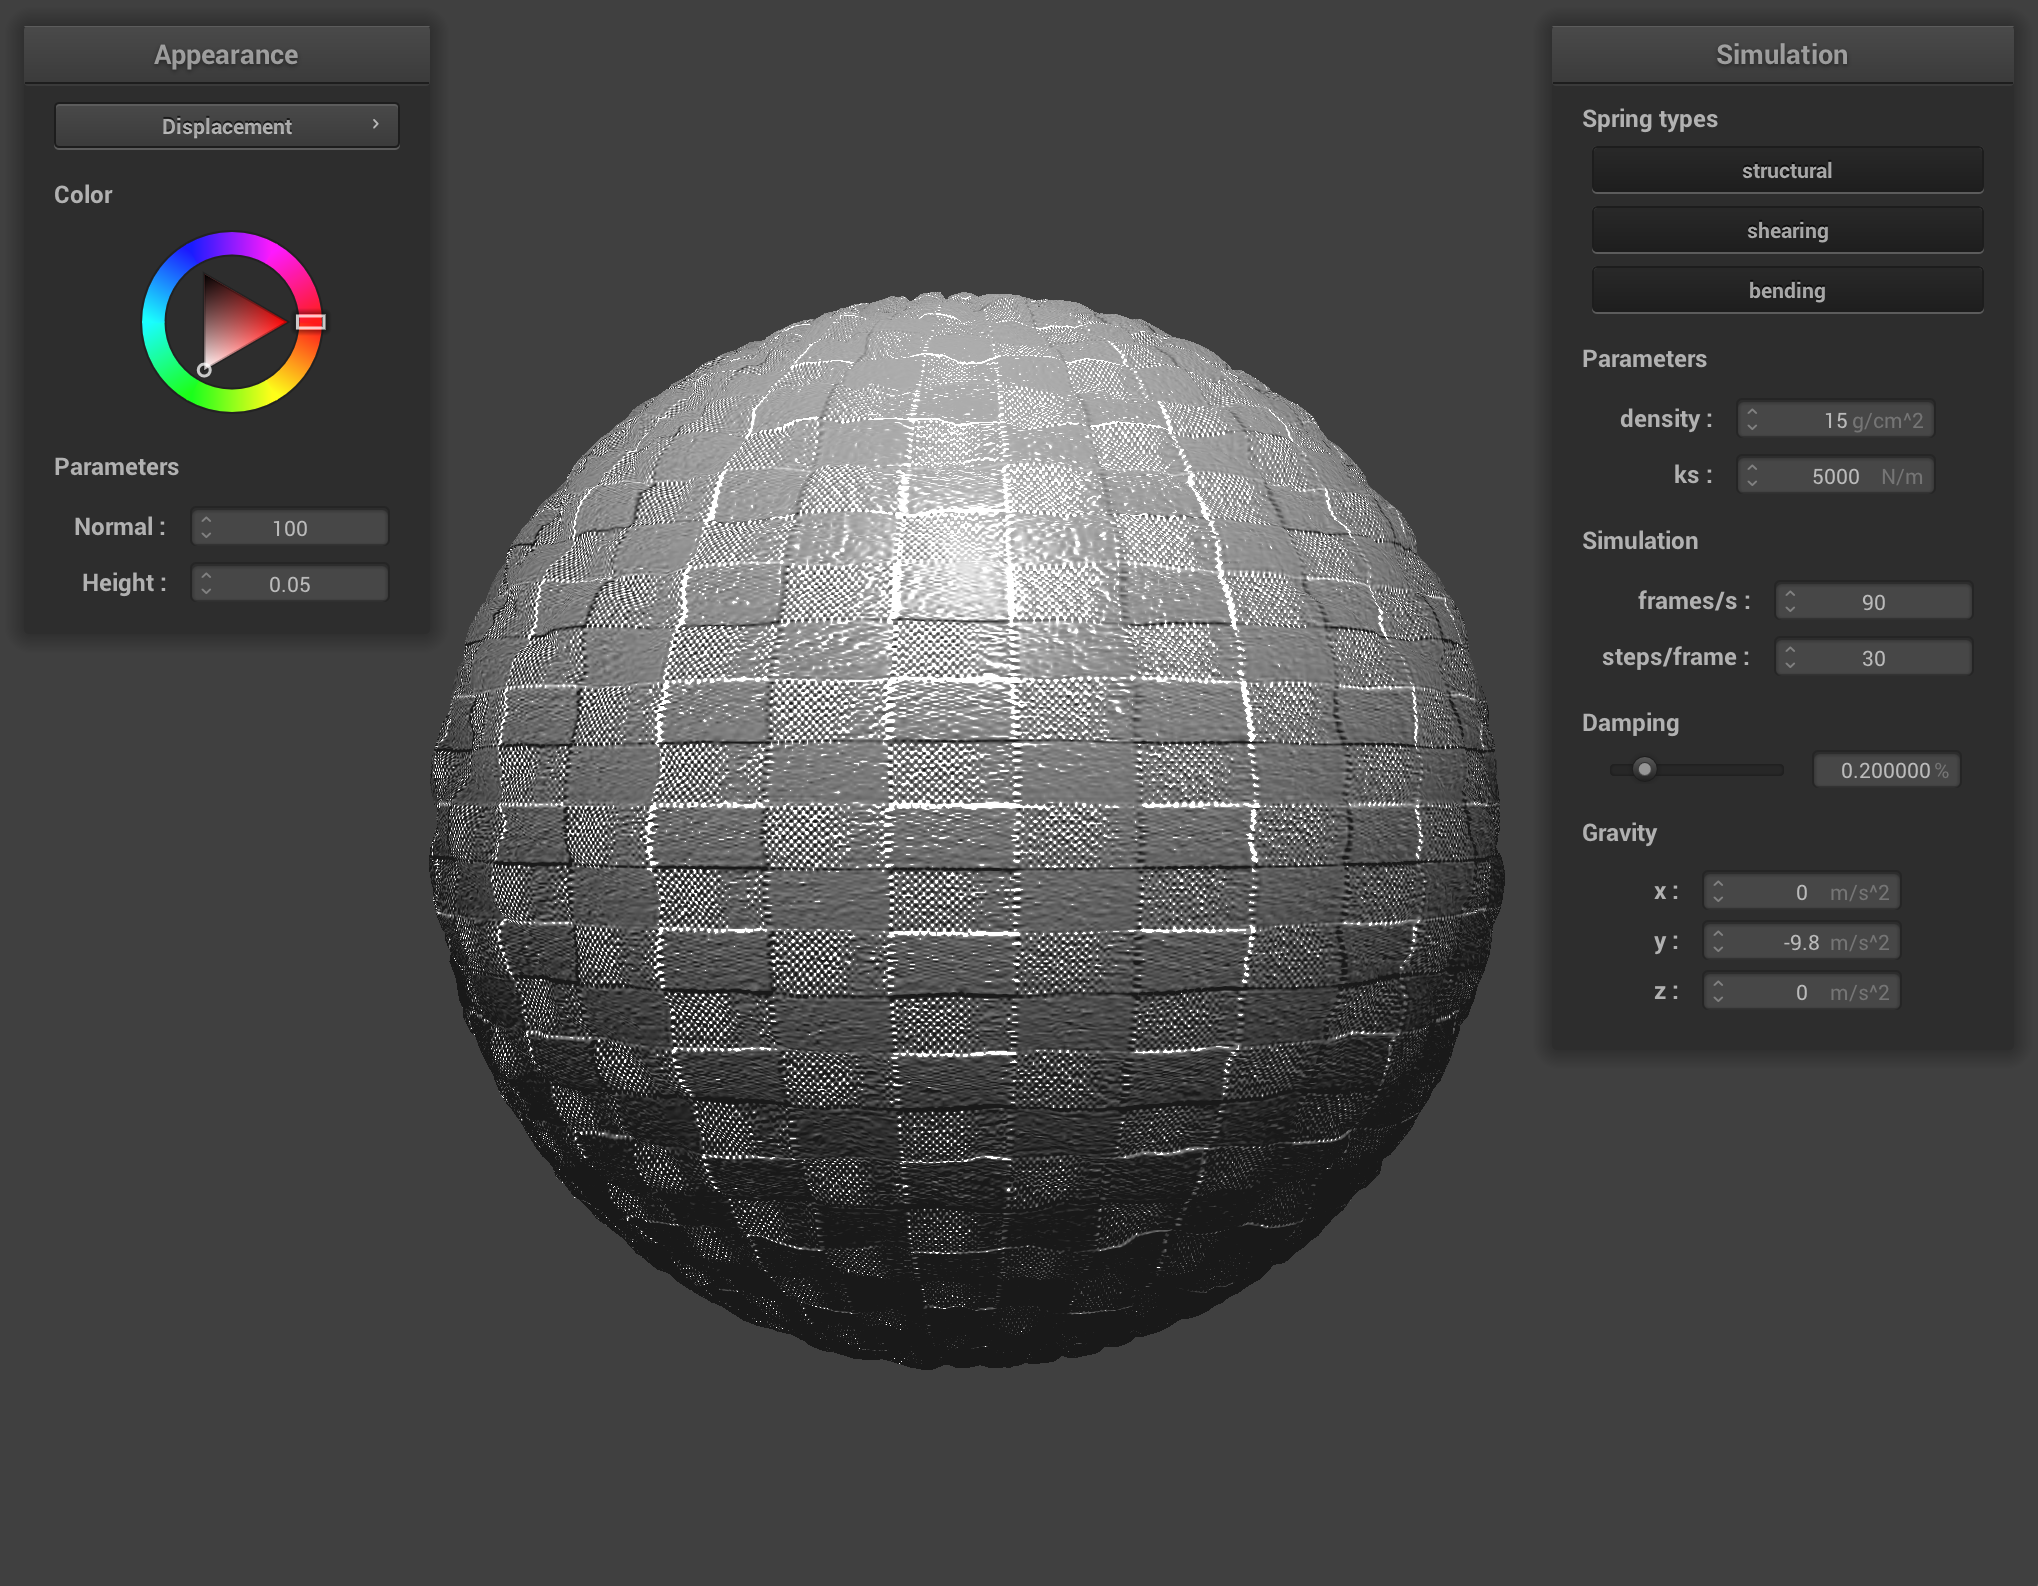 Appearance
Displacement
Color
Parameters
Normal : 100
Height : 0.05
Simulation
Spring types
structural
shearing
bending
Parameters
density : 15 g/cm^2
ks : 5000 N/m
Simulation
frames/s : 90
steps/frame : 30
Damping
0.200000 %
Gravity
x : 0 m/s^2
y : -9.8 m/s^2
z : 0 m/s^2